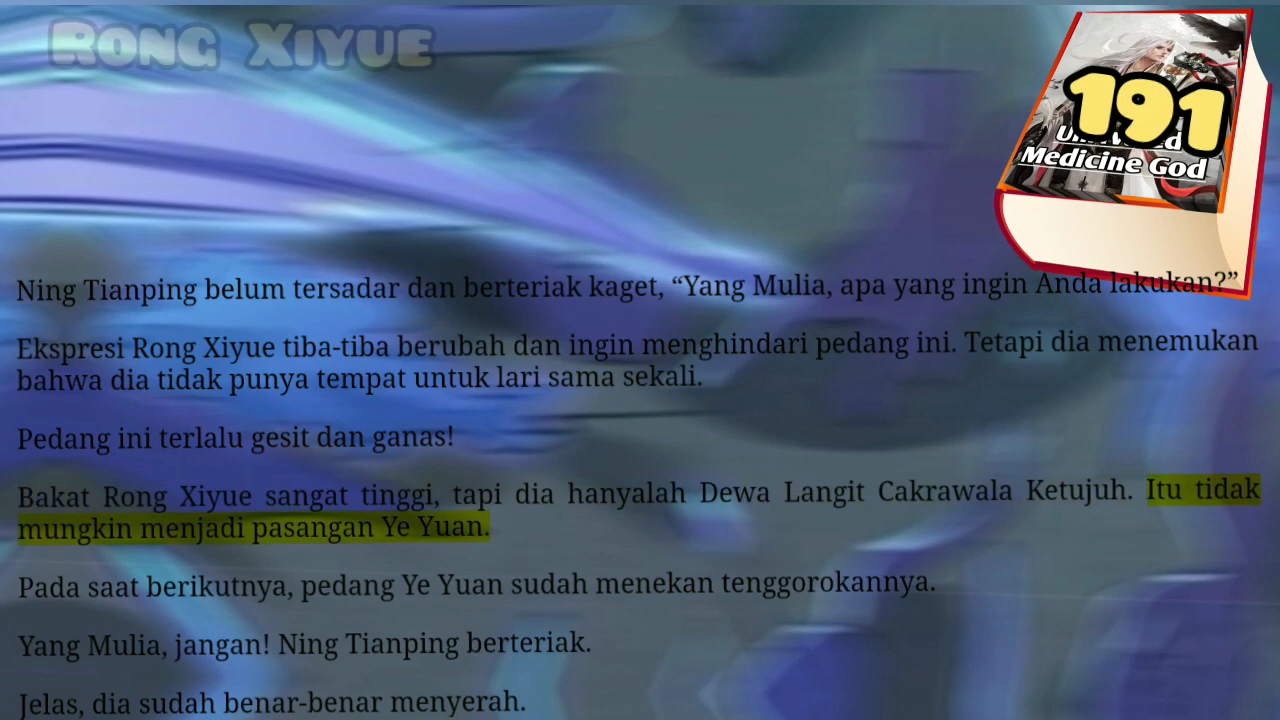 Rong Xiyue
191
Medicine God
Ning Tianping belum tersadar dan berteriak kaget, “Yang Mulia, apa yang ingin Anda lakukan?”
Ekspresi Rong Xiyue tiba-tiba berubah dan ingin menghindari pedang ini. Tetapi dia menemukan
bahwa dia tidak punya tempat untuk lari sama sekali.
Pedang ini terlalu gesit dan ganas!
Bakat Rong Xiyue sangat tinggi, tapi dia hanyalah Dewa Langit Cakrawala Ketujuh. Itu tidak
mungkin menjadi pasangan Ye Yuan.
Pada saat berikutnya, pedang Ye Yuan sudah menekan tenggorokannya.
Yang Mulia, jangan! Ning Tianping berteriak.
Jelas, dia sudah benar-benar menyerah.